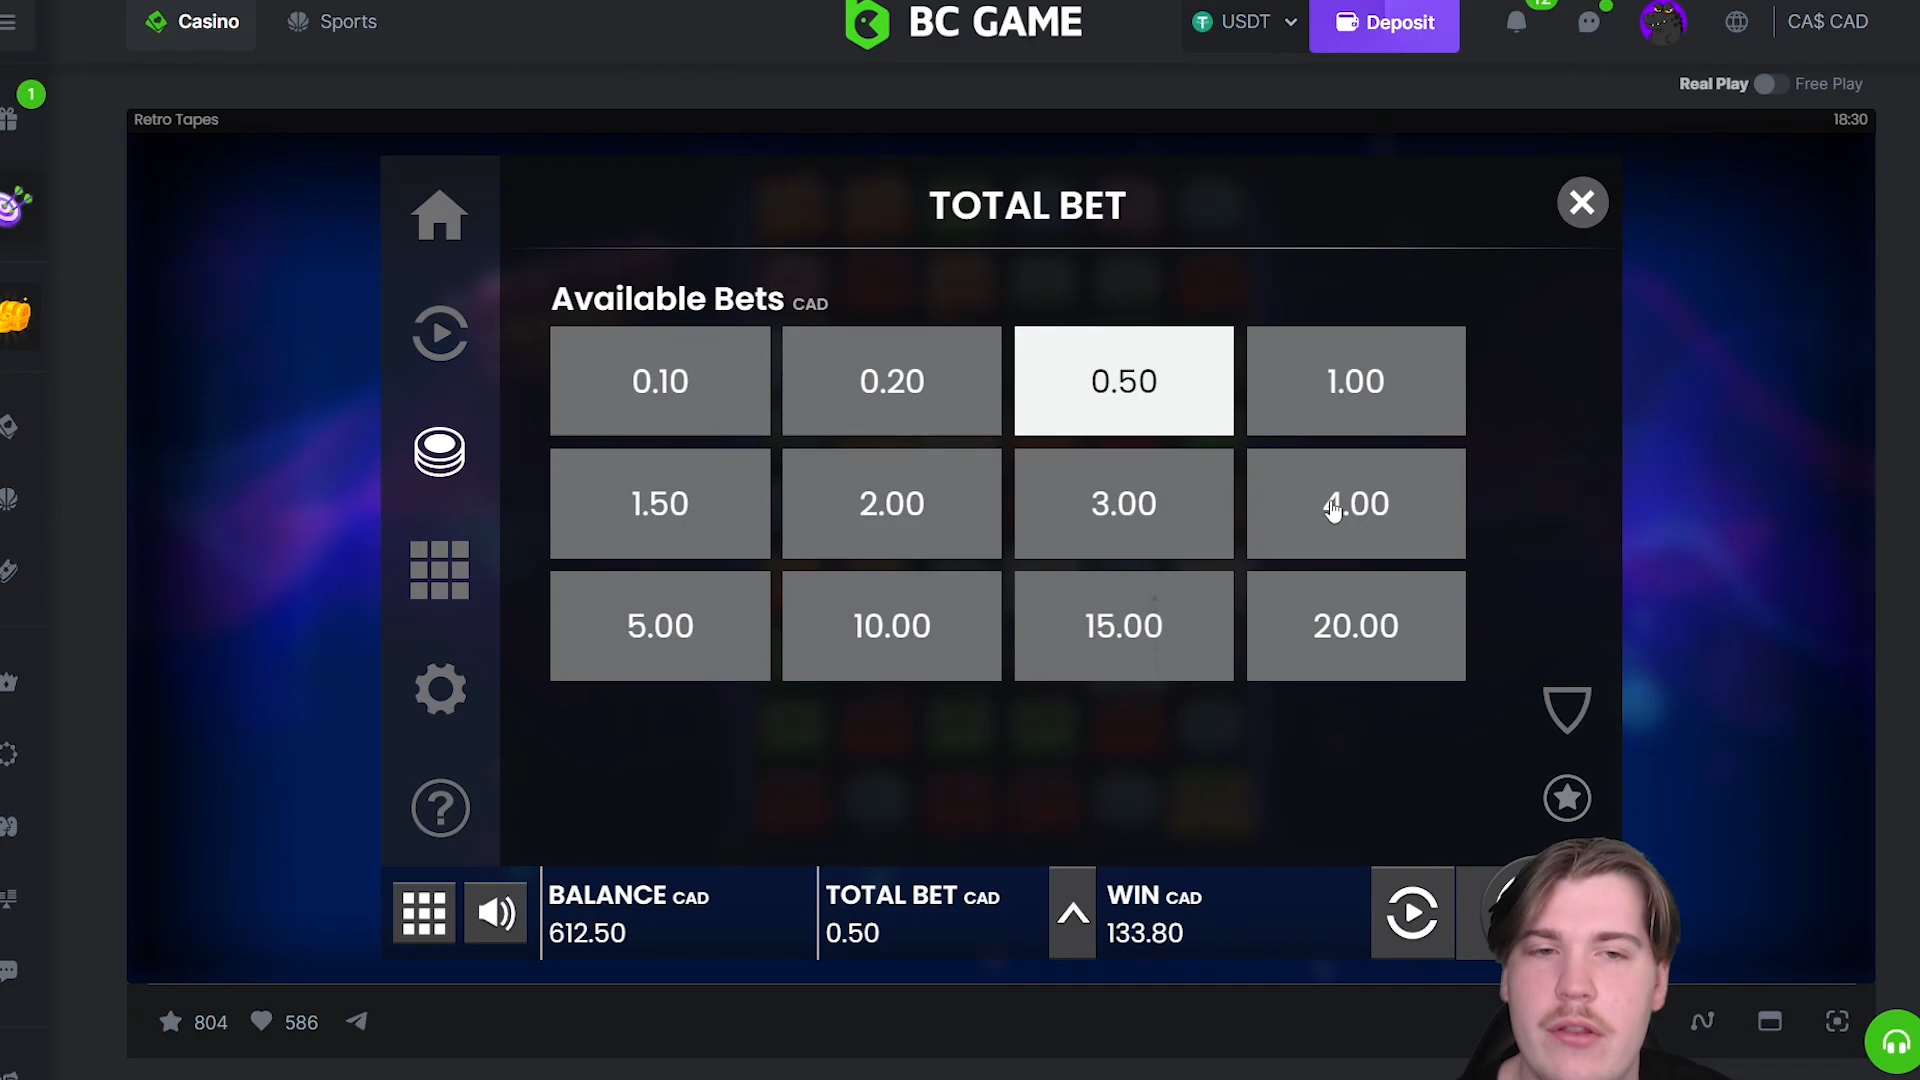 Casino
Sports
BC GAME
USDT
Deposit
12
CA$ CAD
1
Real Play
Free Play
Retro Tapes
18:30
TOTAL BET
Available Bets CAD
0.10
0.20
0.50
1.00
1.50
2.00
3.00
4.00
5.00
10.00
15.00
20.00
BALANCE CAD
612.50
TOTAL BET CAD
0.50
WIN CAD
133.80
804
586